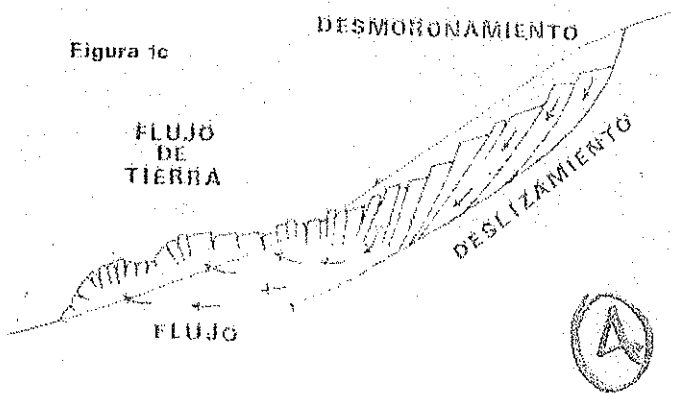 Figura 1c
DESMORONAMIENTO
FLUJO
DE
TIERRA
DESLIZAMIENTO
FLUJO
A